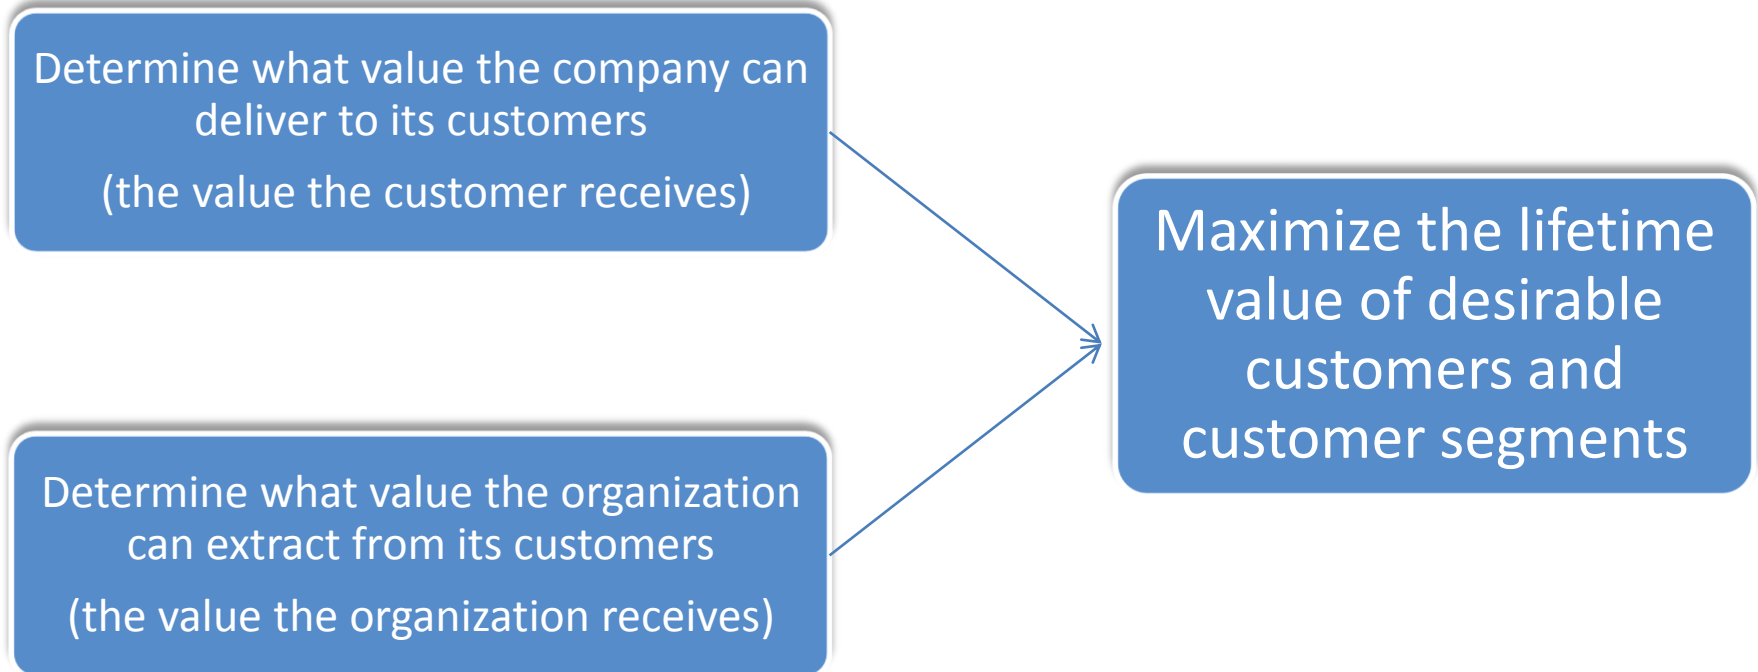 Determine what value the company can
deliver to its customers
(the value the customer receives)
Determine what value the organization
can extract from its customers
(the value the organization receives)
Maximize the lifetime
value of desirable
customers and
customer segments